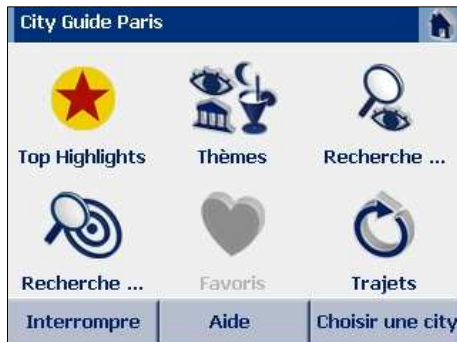 City Guide Paris
Top Highlights
Thèmes
Recherche ...
Recherche ...
Favoris
Trajets
Interrompre
Aide
Choisir une city